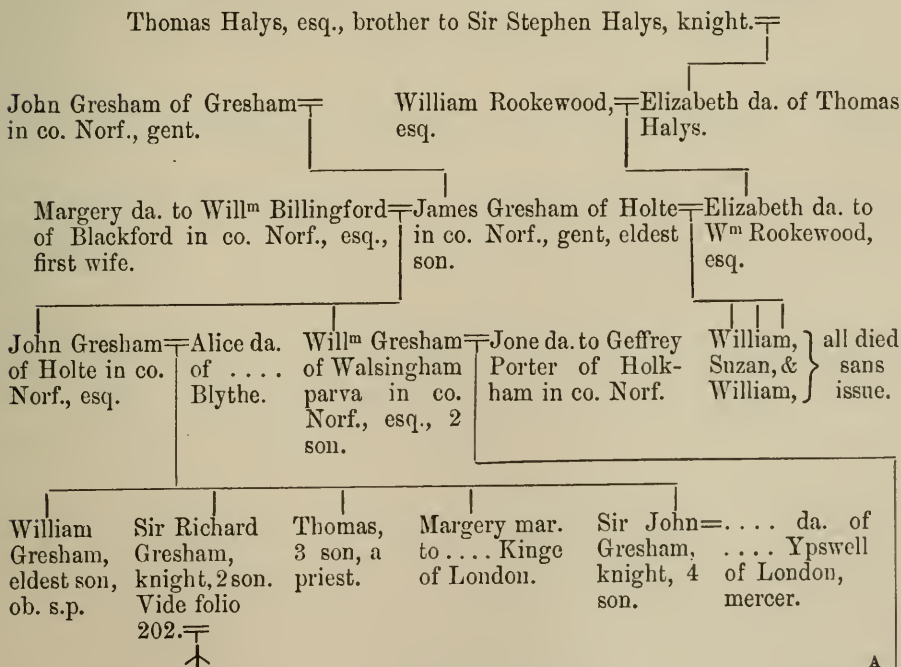 Thomas Halys, esq., brother to Sir Stephen Halys, knight.
John Gresham of Gresham
in co. Norf., gent.
William Rookewood,
esq.
Elizabeth da. of Thomas
Halys.
Margery da. to Willᵐ Billingford
of Blackford in co. Norf., esq.,
first wife.
James Gresham of Holte
in co. Norf., gent, eldest
son.
Elizabeth da. to
Wᵐ Rookewood,
esq.
John Gresham
of Holte in co.
Norf., esq.
Alice da.
of ....
Blythe.
Willᵐ Gresham
of Walsingham
parva in co.
Norf., esq., 2
son.
Jone da. to Geffrey
Porter of Holk-
ham in co. Norf.
William,
Suzan, &
William,
all died
sans
issue.
William
Gresham,
eldest son,
ob. s.p.
Sir Richard
Gresham,
knight, 2 son.
Vide folio
202.
Thomas,
3 son, a
priest.
Margery mar.
to .... Kinge
of London.
Sir John
Gresham,
knight, 4
son.
.... da. of
.... Ypswell
of London,
mercer.
A